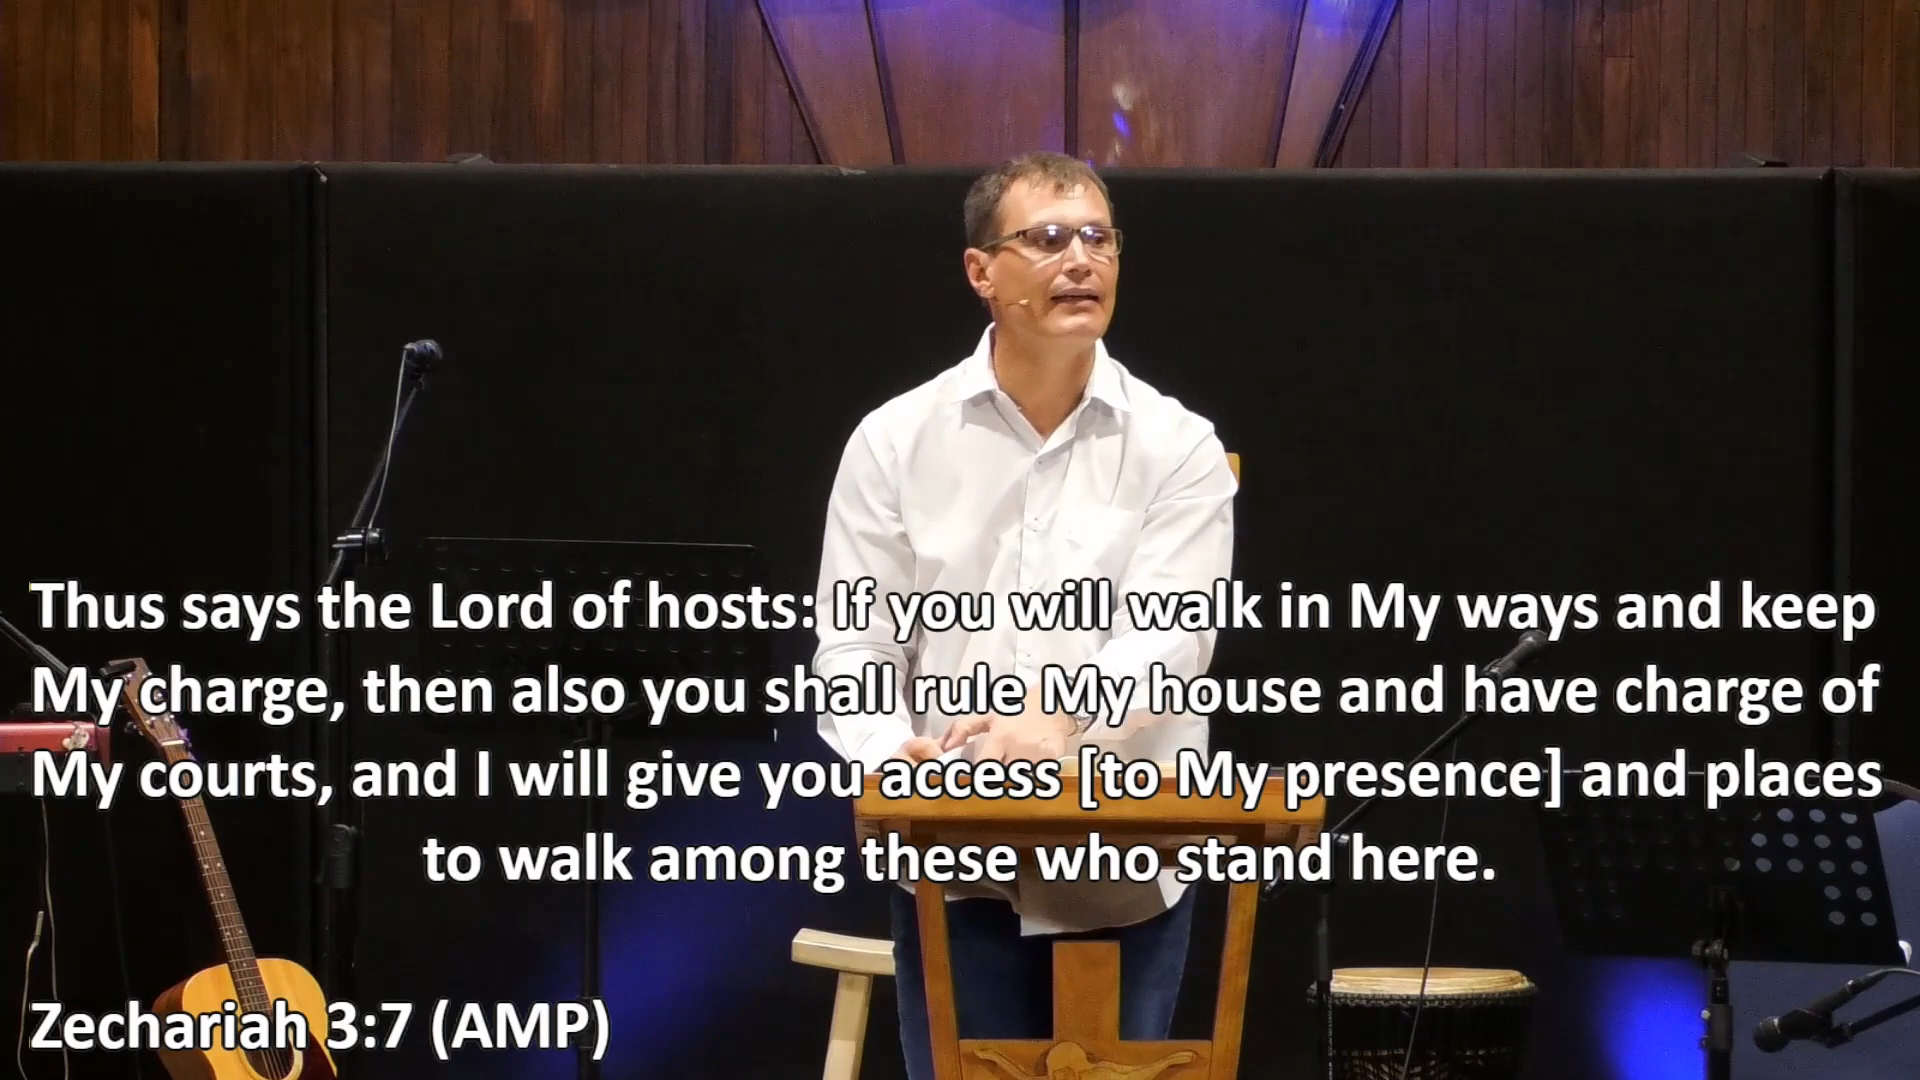 Thus says the Lord of hosts: If you will walk in My ways and keep
My charge, then also you shall rule My house and have charge of
My courts, and I will give you access [to My presence] and places
to walk among these who stand here.
Zechariah 3:7 (AMP)